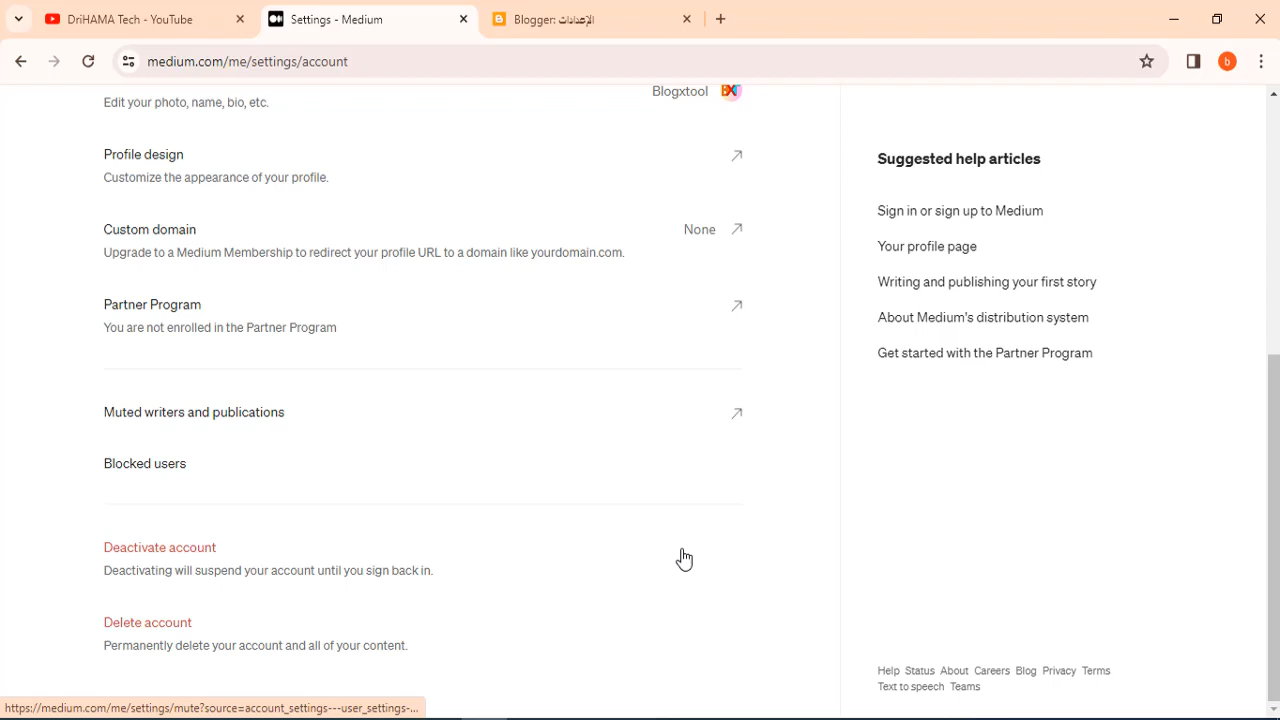 DriHAMA Tech - YouTube
Settings - Medium
Blogger: الإعدادات
medium.com/me/settings/account
b
Blogxtool
Edit your photo, name, bio, etc.
Profile design
Customize the appearance of your profile.
Custom domain
None
Upgrade to a Medium Membership to redirect your profile URL to a domain like yourdomain.com.
Partner Program
You are not enrolled in the Partner Program
Muted writers and publications
Blocked users
Deactivate account
Deactivating will suspend your account until you sign back in.
Delete account
Permanently delete your account and all of your content.
Suggested help articles
Sign in or sign up to Medium
Your profile page
Writing and publishing your first story
About Medium's distribution system
Get started with the Partner Program
Help Status About Careers Blog Privacy Terms
Text to speech Teams
https://medium.com/me/settings/mute?source=account_settings---user_settings-...